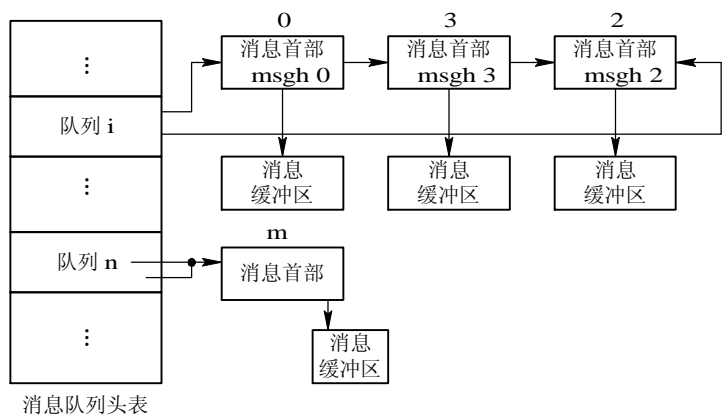 0
3
2
⋮
消息首部
msgh 0
消息首部
msgh 3
消息首部
msgh 2
队列 i
消息
缓冲区
消息
缓冲区
消息
缓冲区
⋮
m
队列 n
消息首部
⋮
消息
缓冲区
消息队列头表